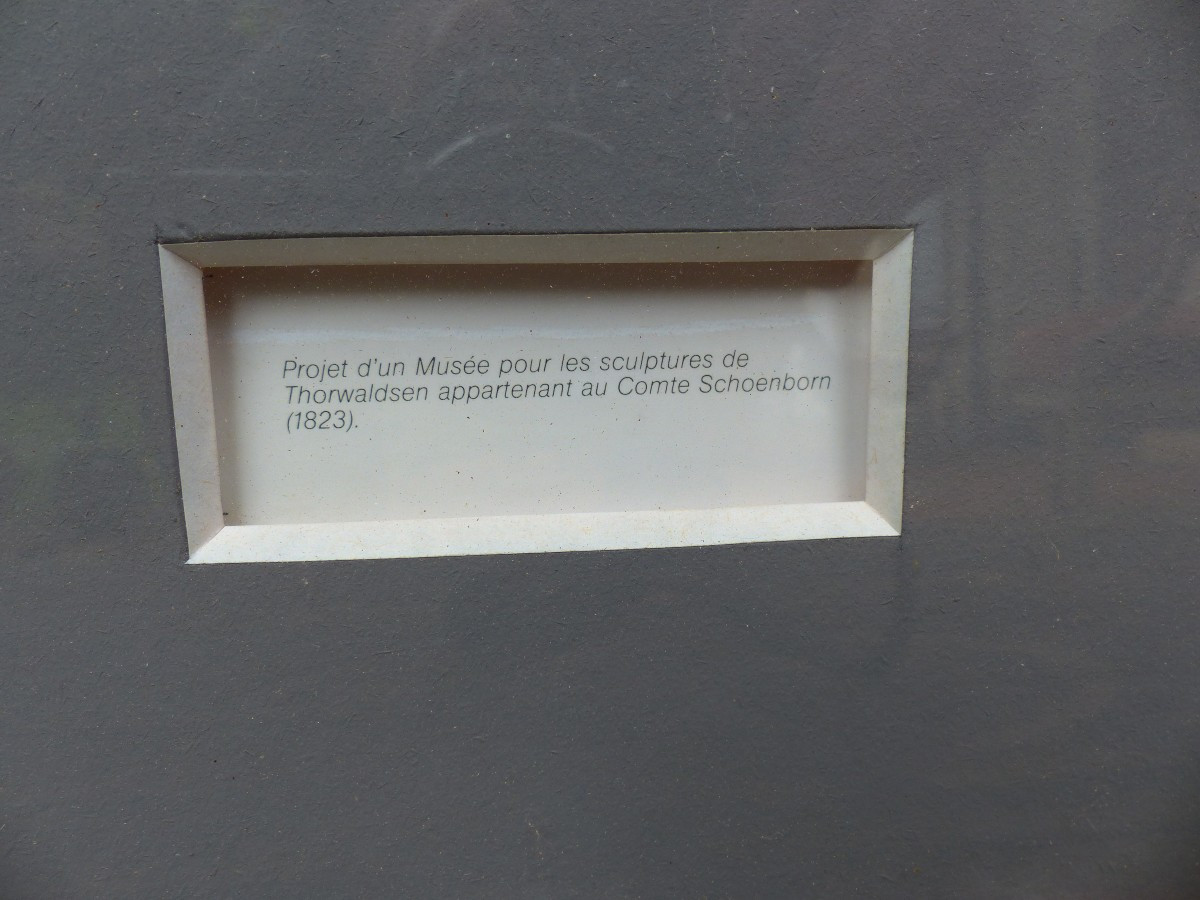 Projet d'un Musée pour les sculptures de
Thorwaldsen appartenant au Comte Schoenborn
(1823).